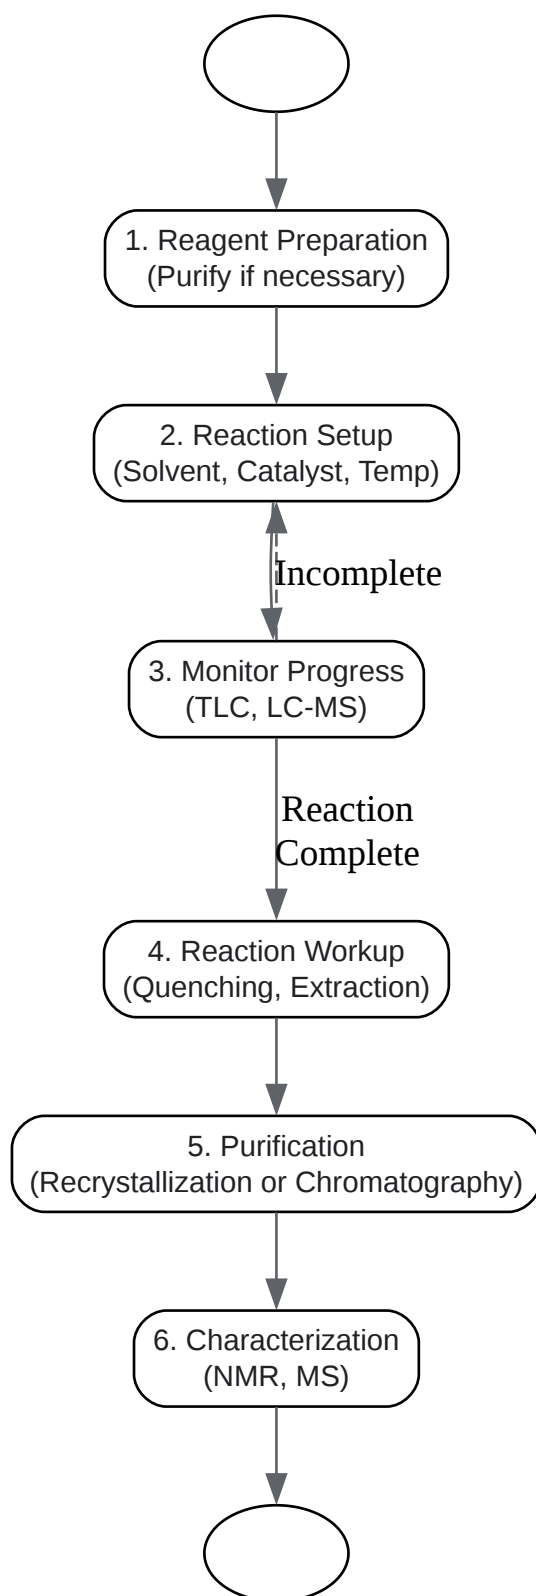 1. Reagent Preparation
(Purify if necessary)
2. Reaction Setup
(Solvent, Catalyst, Temp)
Incomplete
3. Monitor Progress
(TLC, LC-MS)
Reaction
Complete
4. Reaction Workup
(Quenching, Extraction)
5. Purification
(Recrystallization or Chromatography)
6. Characterization
(NMR, MS)